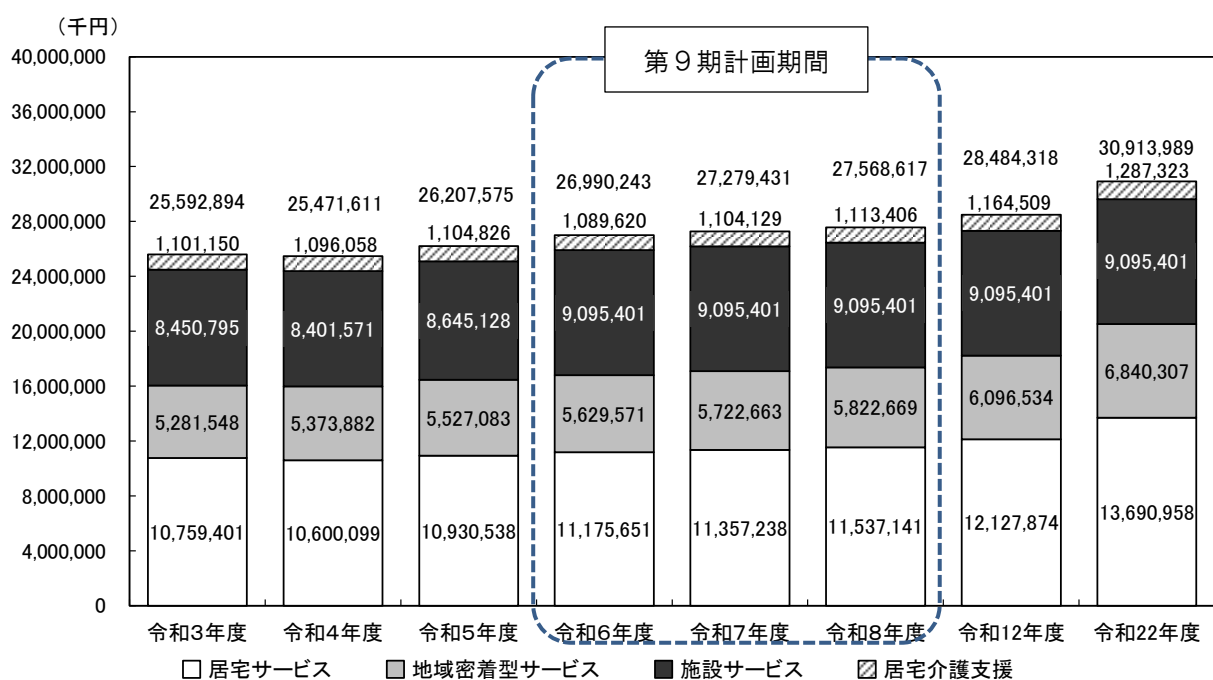 （千円）
第９期計画期間
40,000,000
36,000,000
32,000,000
28,000,000
24,000,000
20,000,000
16,000,000
12,000,000
8,000,000
4,000,000
0
25,592,894 25,471,611 26,207,575 26,990,243 27,279,431 27,568,617 28,484,318 30,913,989
1,101,150 1,096,058 1,104,826 1,089,620 1,104,129 1,113,406 1,164,509 1,287,323
8,450,795 8,401,571 8,645,128 9,095,401 9,095,401 9,095,401 9,095,401 9,095,401
5,281,548 5,373,882 5,527,083 5,629,571 5,722,663 5,822,669 6,096,534 6,840,307
10,759,401 10,600,099 10,930,538 11,175,651 11,357,238 11,537,141 12,127,874 13,690,958
令和3年度 令和4年度 令和5年度 令和6年度 令和7年度 令和8年度 令和12年度 令和22年度
居宅サービス 地域密着型サービス 施設サービス 居宅介護支援